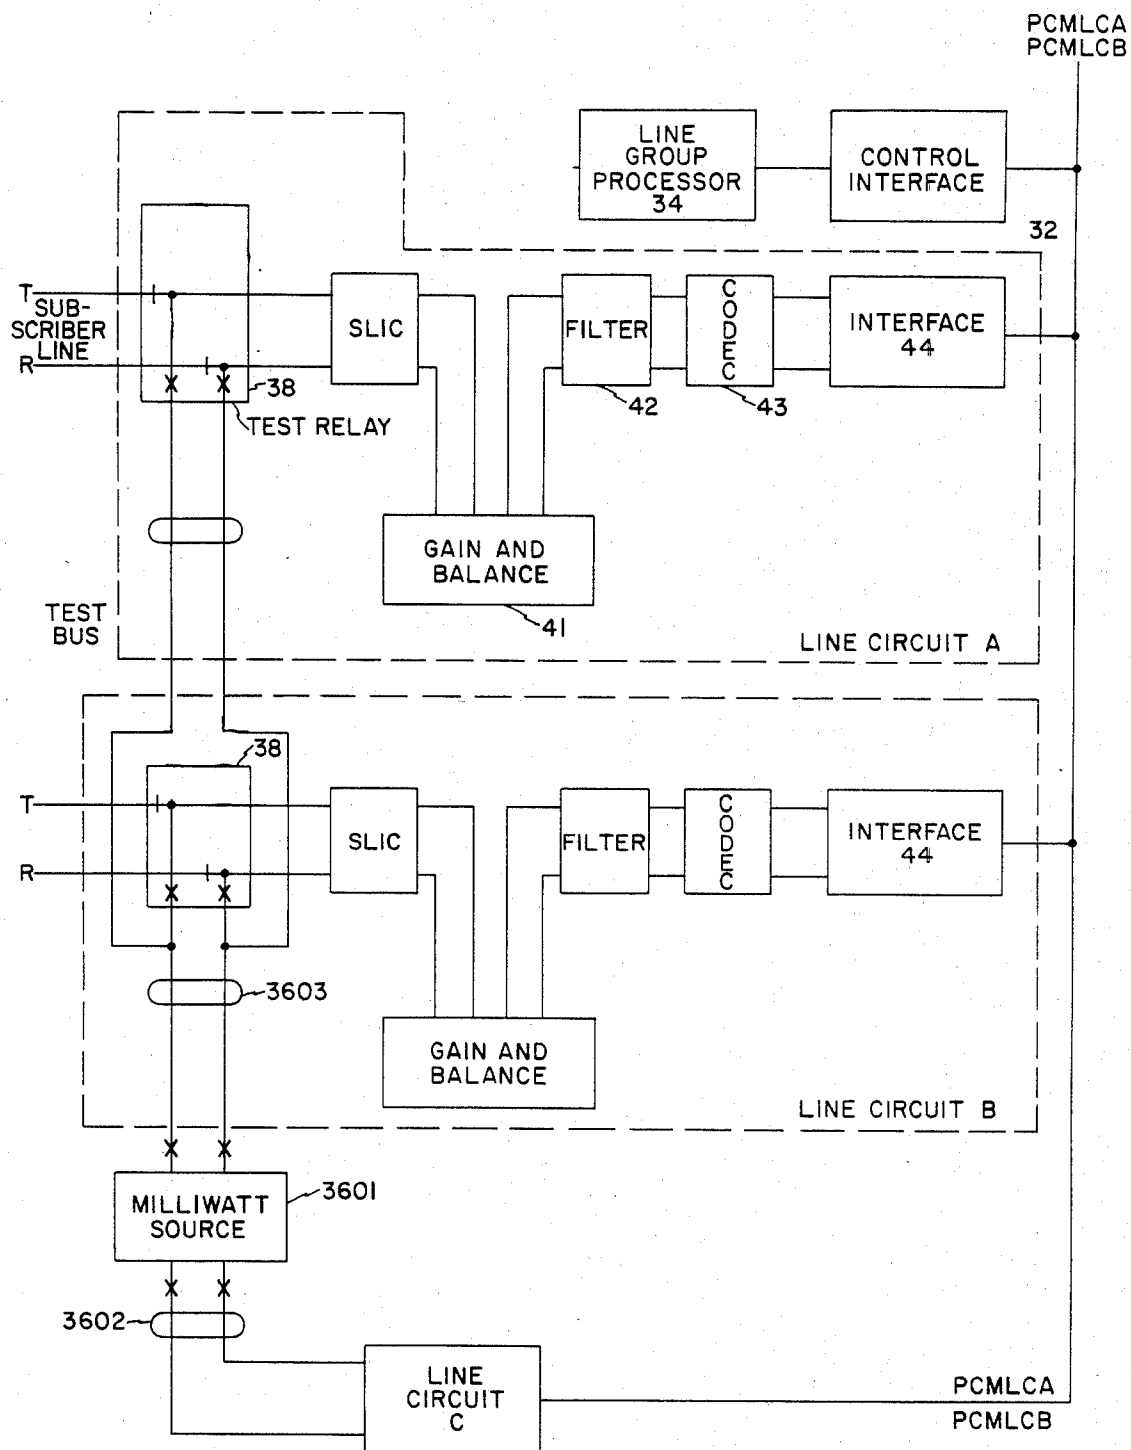 PCMLCA
PCMLCB
LINE
GROUP
PROCESSOR
34
CONTROL
INTERFACE
32
T
SUB-
SCRIBER
LINE
R
SLIC
FILTER
CODEC
INTERFACE
44
38
TEST RELAY
42
43
GAIN AND
BALANCE
41
TEST
BUS
LINE CIRCUIT A
38
T
R
SLIC
FILTER
CODEC
INTERFACE
44
3603
GAIN AND
BALANCE
LINE CIRCUIT B
MILLIWATT
SOURCE
3601
3602
LINE
CIRCUIT
C
PCMLCA
PCMLCB